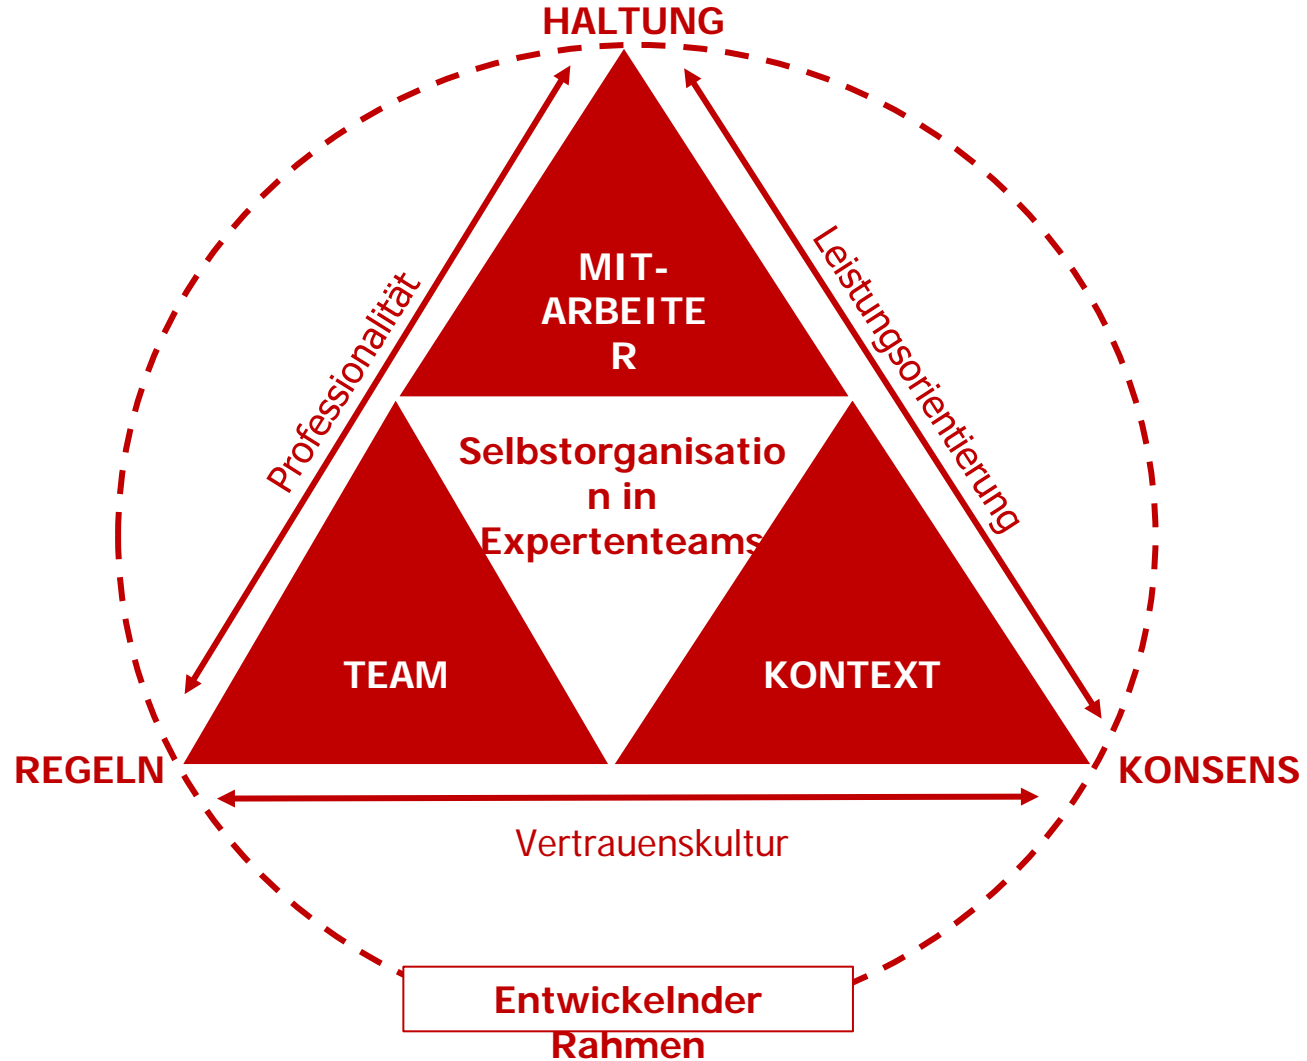 HALTUNG
MIT-
ARBEITE
R
Professionalität
Leistungsorientierung
Selbstorganisatio
n in
Expertenteams
TEAM
KONTEXT
REGELN
KONSENS
Vertrauenskultur
Entwickelnder
Rahmen